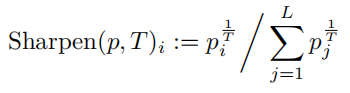 Sharpen(p, T)_i := p_i^{1/T} / \sum_{j=1}^{L} p_j^{1/T}